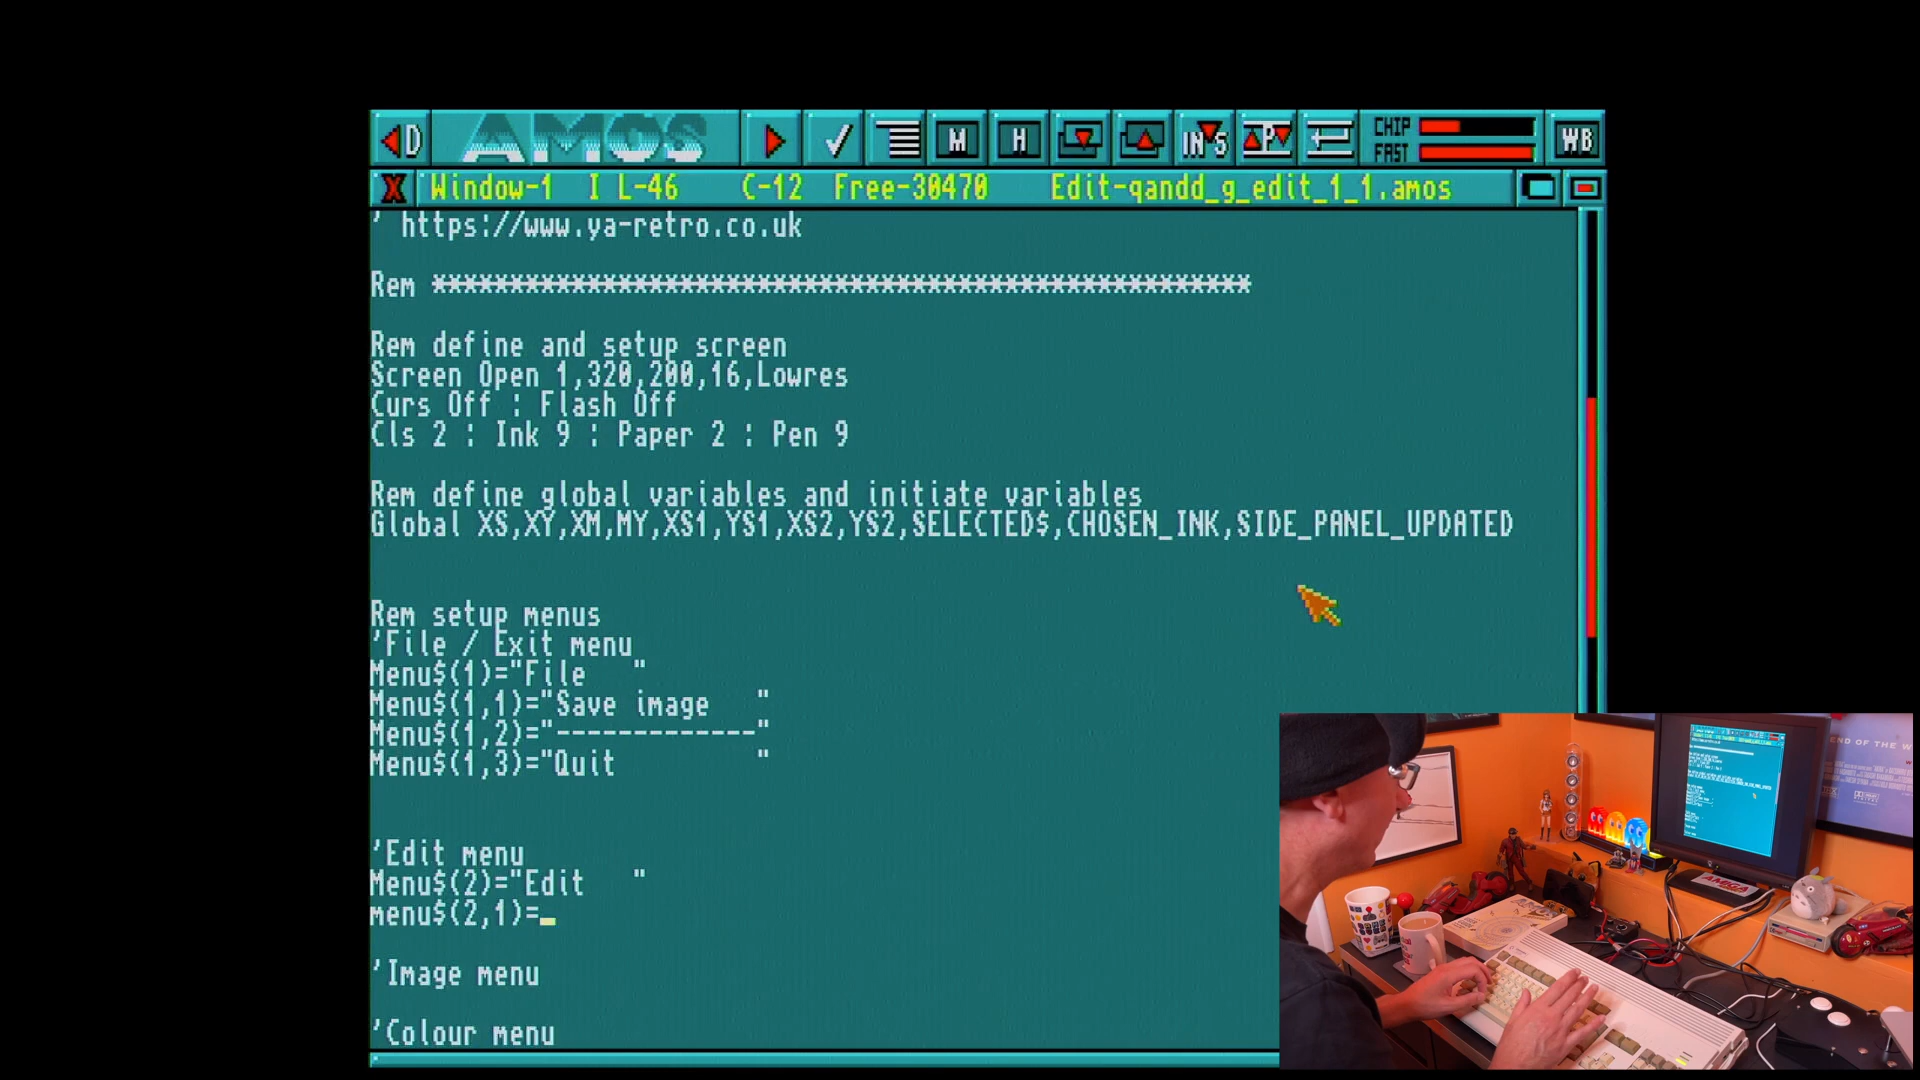 D AMOS M H INS P CHIP FAST WB
X Window-1 I L-46 C-12 Free-30470 Edit-qandd_g_edit_1_1.amos
' https://www.ya-retro.co.uk
Rem *****************************************************
Rem define and setup screen
Screen Open 1,320,200,16,Lowres
Curs Off : Flash Off
Cls 2 : Ink 9 : Paper 2 : Pen 9
Rem define global variables and initiate variables
Global XS,XY,XM,MY,XS1,YS1,XS2,YS2,SELECTED$,CHOSEN_INK,SIDE_PANEL_UPDATED
Rem setup menus
'File / Exit menu
Menu$(1)="File   "
Menu$(1,1)="Save image   "
Menu$(1,2)="-------------"
Menu$(1,3)="Quit         "
'Edit menu
Menu$(2)="Edit   "
menu$(2,1)=
'Image menu
'Colour menu
END OF THE W
AMIGA